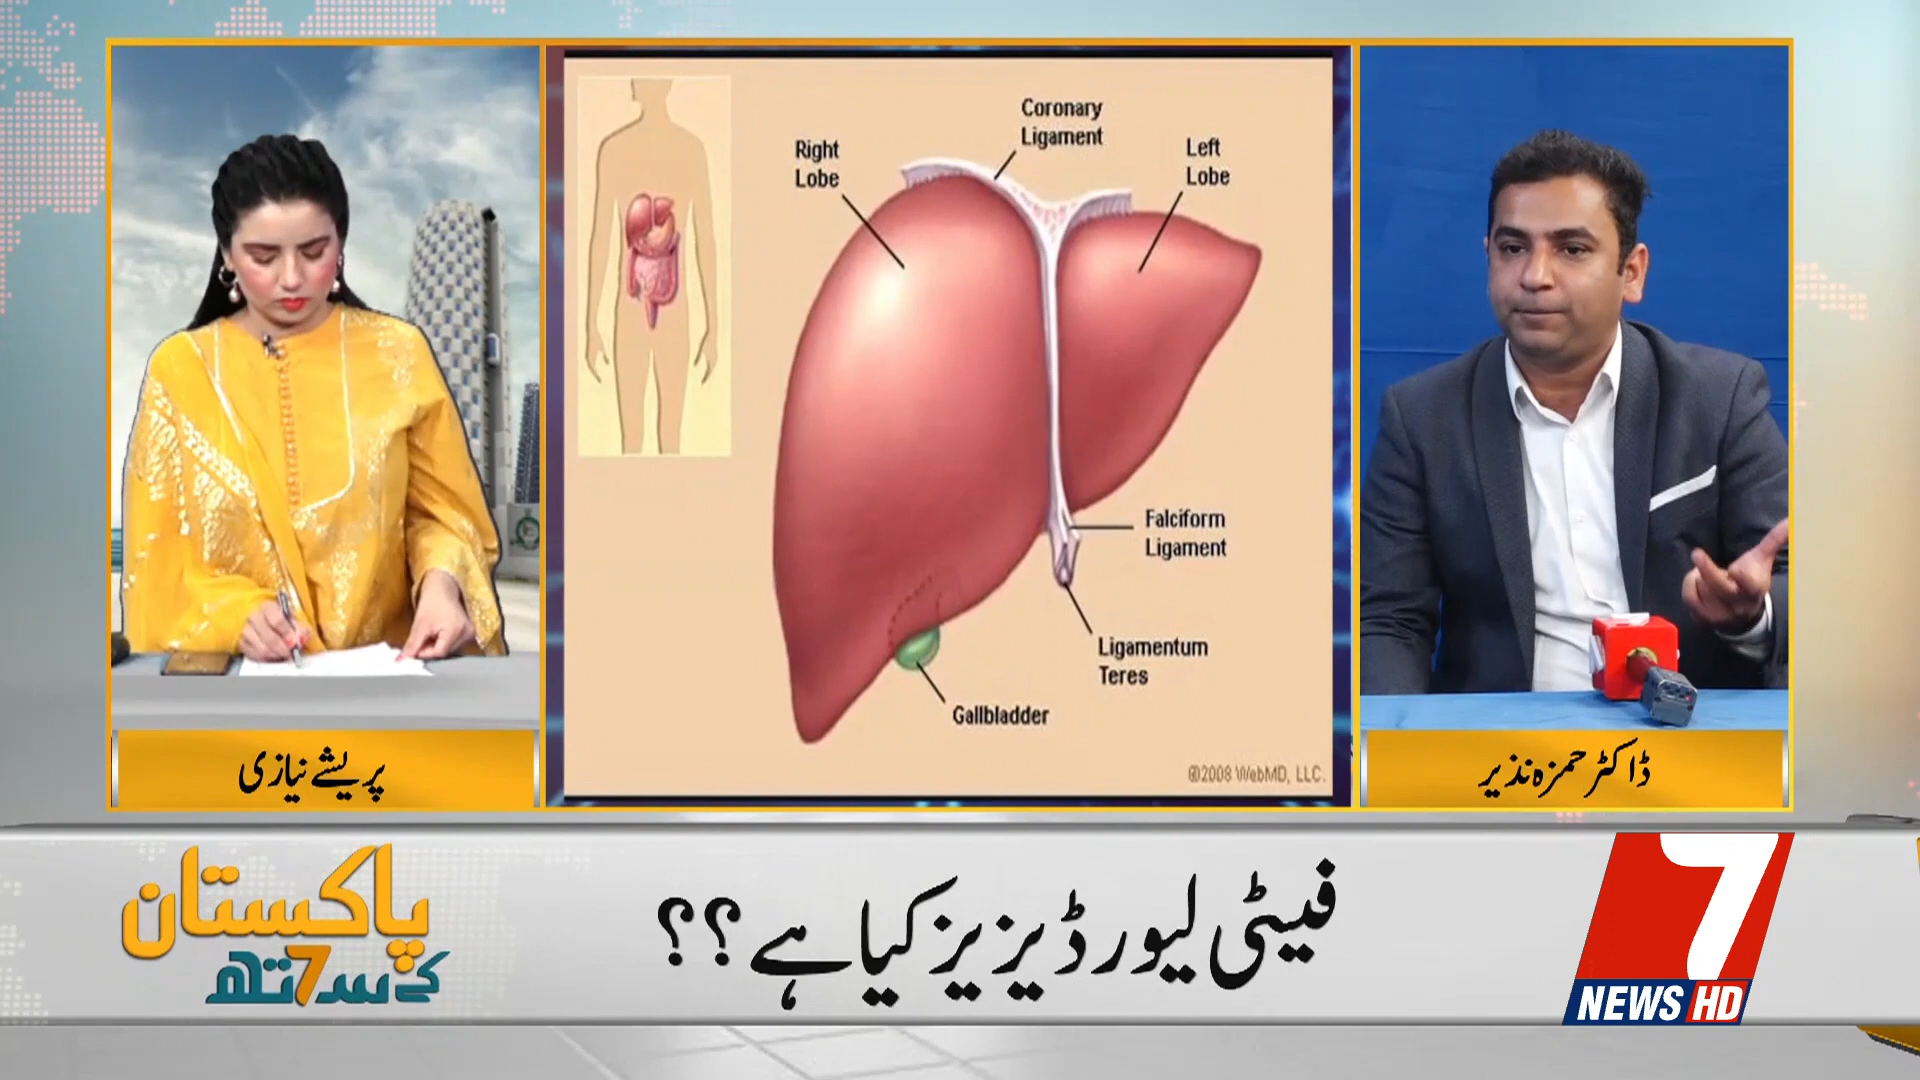 Coronary
Ligament
Right
Lobe
Left
Lobe
Falciform
Ligament
Ligamentum
Teres
Gallbladder
©2008 WebMD, LLC.
پریشے نیازی
ڈاکٹر حمزہ نذیر
پاکستان
کے ساتھ 7
فیٹی لیور ڈیزیز کیا ہے؟؟
7
NEWS HD